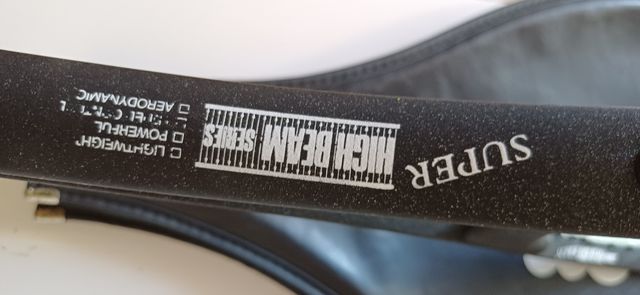 SUPER
HIGH BEAM
SERIES
□ LIGHTWEIGHT
□ POWERFUL
□ AERODYNAMIC